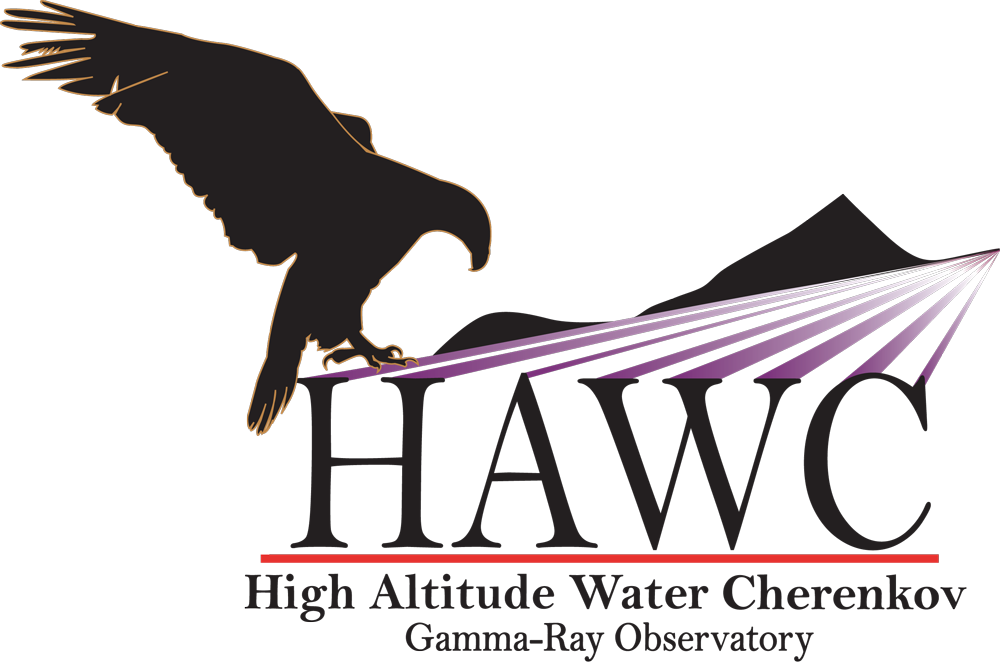 HAWC
High Altitude Water Cherenkov
Gamma-Ray Observatory